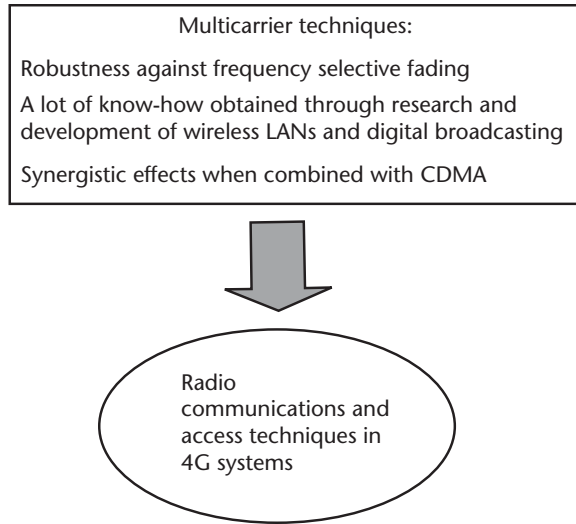 Multicarrier techniques:
Robustness against frequency selective fading
A lot of know-how obtained through research and
development of wireless LANs and digital broadcasting
Synergistic effects when combined with CDMA
Radio
communications and
access techniques in
4G systems